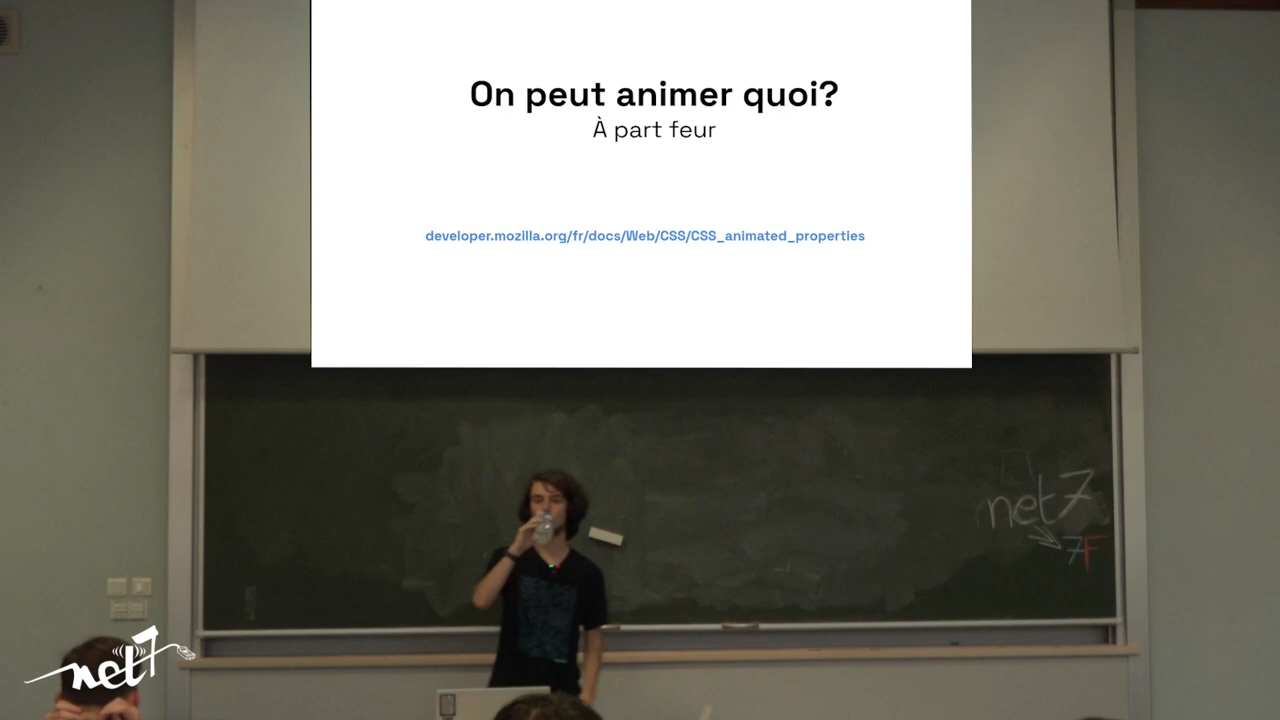 On peut animer quoi?
À part feur
developer.mozilla.org/fr/docs/Web/CSS/CSS_animated_properties
net7
7F
net7